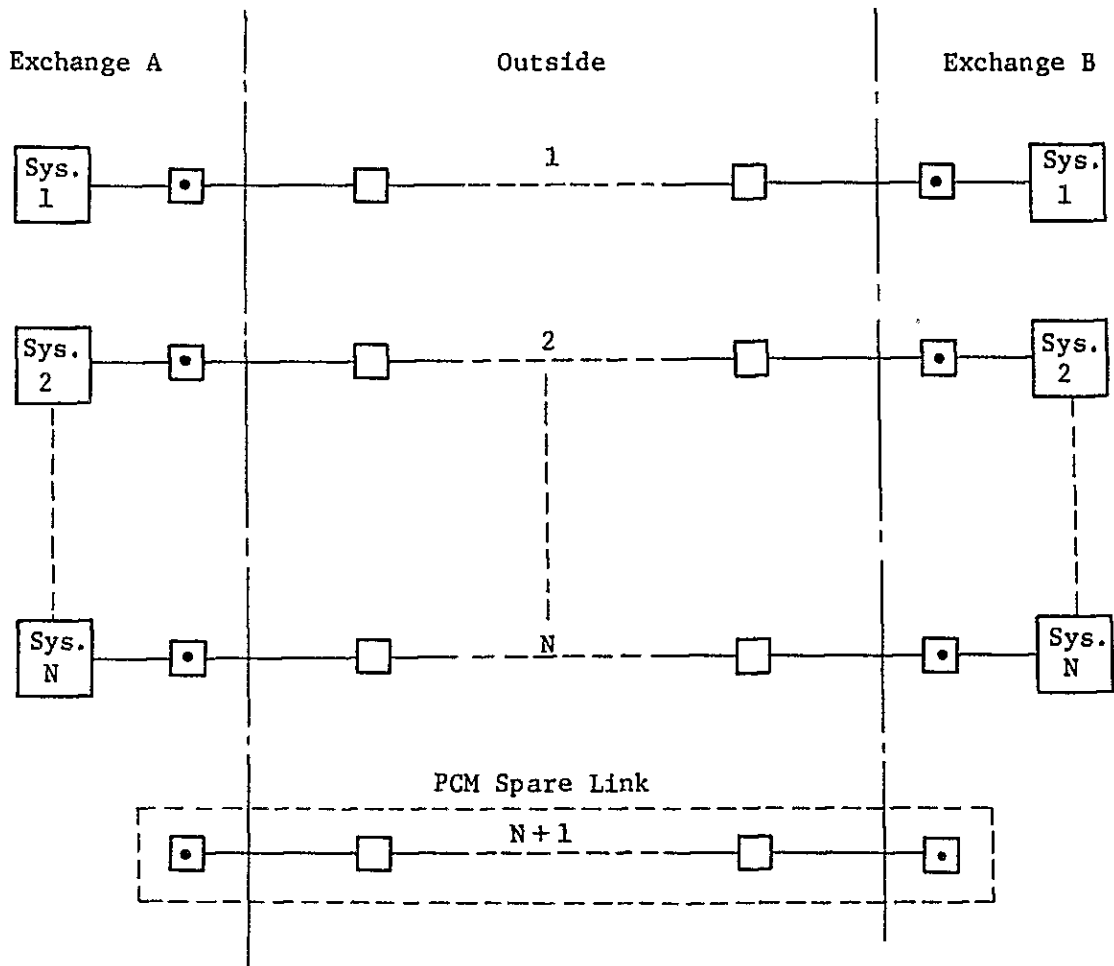 Exchange A
Outside
Exchange B
Sys.
1
1
Sys.
1
Sys.
2
2
Sys.
2
Sys.
N
N
Sys.
N
PCM Spare Link
N+1